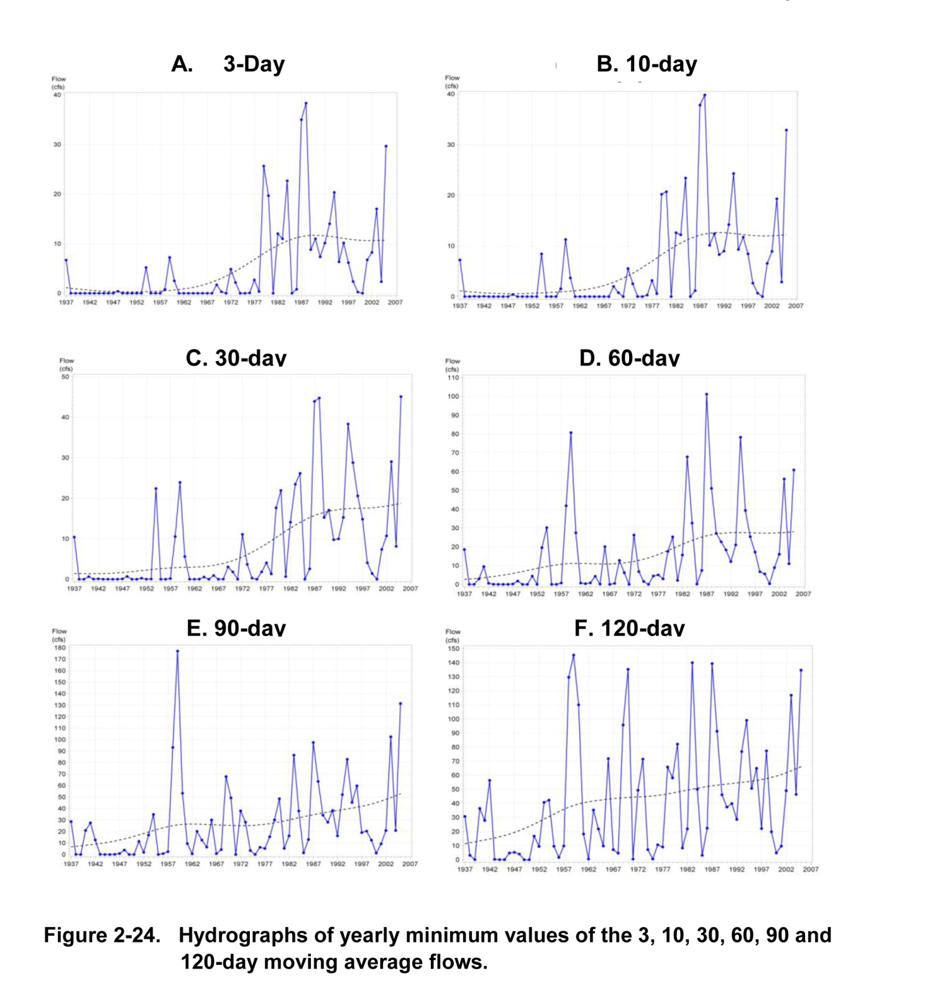 A. 3-Day
Flow
(cfs)
40
30
20
10
0
1937 1942 1947 1952 1957 1962 1967 1972 1977 1982 1987 1992 1997 2002 2007
B. 10-day
Flow
(cfs)
40
30
20
10
0
1937 1942 1947 1952 1957 1962 1967 1972 1977 1982 1987 1992 1997 2002 2007
C. 30-day
Flow
(cfs)
50
40
30
20
10
0
1937 1942 1947 1952 1957 1962 1967 1972 1977 1982 1987 1992 1997 2002 2007
D. 60-day
Flow
(cfs)
110
100
90
80
70
60
50
40
30
20
10
0
1937 1942 1947 1952 1957 1962 1967 1972 1977 1982 1987 1992 1997 2002 2007
E. 90-day
Flow
(cfs)
180
170
160
150
140
130
120
110
100
90
80
70
60
50
40
30
20
10
0
1937 1942 1947 1952 1957 1962 1967 1972 1977 1982 1987 1992 1997 2002 2007
F. 120-day
Flow
(cfs)
150
140
130
120
110
100
90
80
70
60
50
40
30
20
10
0
1937 1942 1947 1952 1957 1962 1967 1972 1977 1982 1987 1992 1997 2002 2007
Figure 2-24. Hydrographs of yearly minimum values of the 3, 10, 30, 60, 90 and
120-day moving average flows.